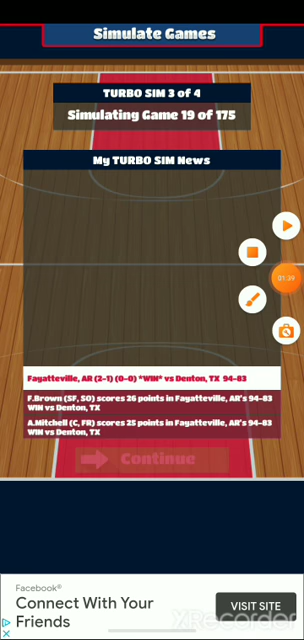 Simulate Games
TURBO SIM 3 of 4
Simulating Game 19 of 175
My TURBO SIM News
01:39
Fayatteville, AR (2-1) (0-0) *WIN* vs Denton, TX 94-83
F.Brown (SF, SO) scores 26 points in Fayatteville, AR's 94-83
WIN vs Denton, TX
A.Mitchell (C, FR) scores 25 points in Fayatteville, AR's 94-83
WIN vs Denton, TX
Continue
Facebook®
Connect With Your
Friends
VISIT SITE
XRecorder